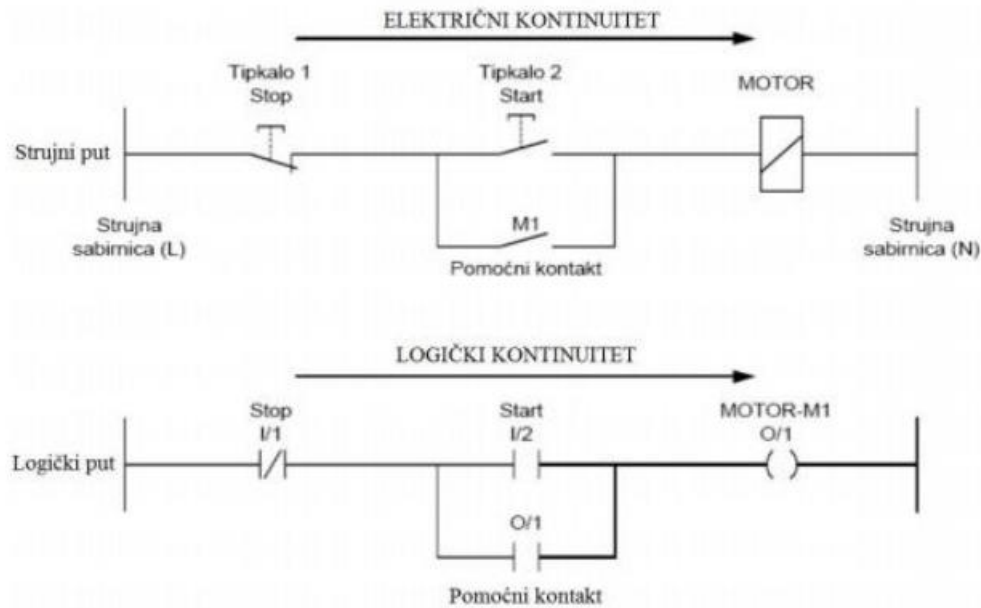 ELEKTRIČNI KONTINUITET
Tipkalo 1
Stop
Tipkalo 2
Start
MOTOR
Strujni put
Strujna
sabirnica (L)
M1
Pomoćni kontakt
Strujna
sabirnica (N)
LOGIČKI KONTINUITET
Stop
I/1
Start
I/2
MOTOR-M1
O/1
Logički put
O/1
Pomoćni kontakt